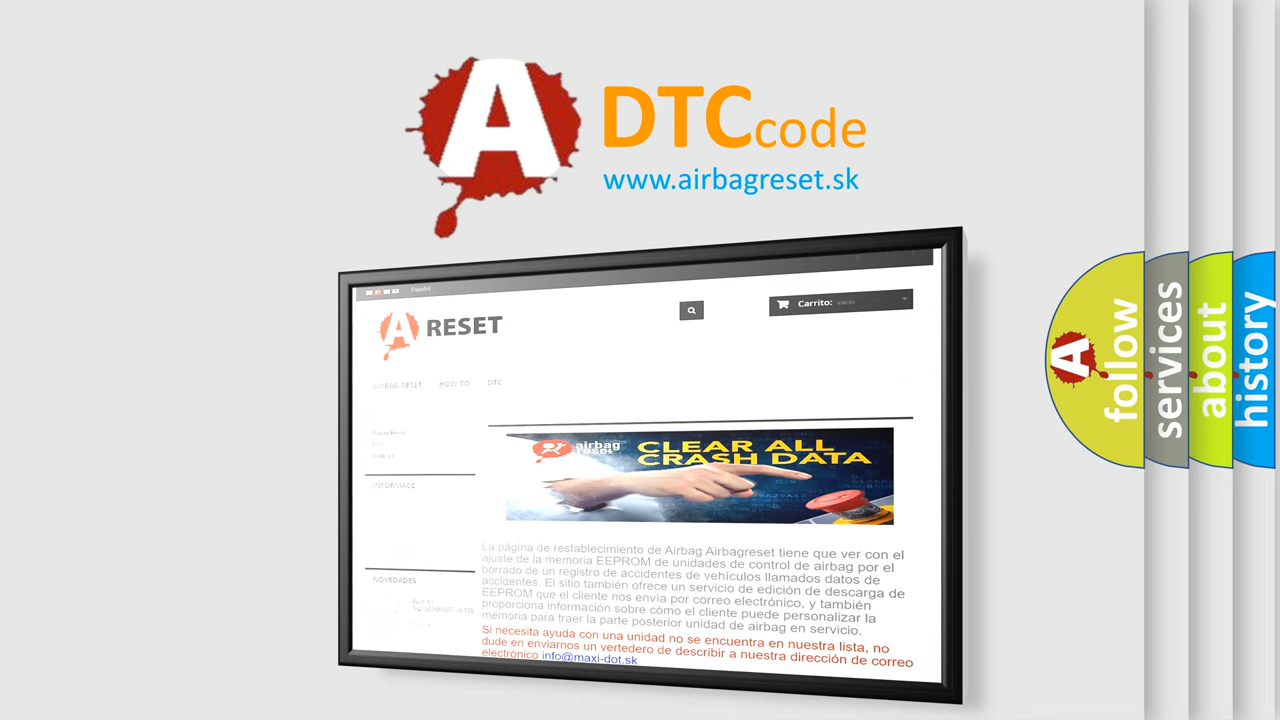 A
DTCcode
www.airbagreset.sk
Español
A RESET
Carrito: vacío
AIRBAG RESET HOW TO DTC
Airbag Reset
HOW TO
INFORMACE
airbag
reset
CLEAR ALL
CRASH DATA
La página de restablecimiento de Airbag Airbagreset tiene que ver con el
ajuste de la memoria EEPROM de unidades de control de airbag por el
borrado de un registro de accidentes de vehículos llamados datos de
accidentes. El sitio también ofrece un servicio de edición de descarga de
EEPROM que el cliente nos envía por correo electrónico, y también
proporciona información sobre cómo el cliente puede personalizar la
memoria para traer la parte posterior unidad de airbag en servicio.
Si necesita ayuda con una unidad no se encuentra en nuestra lista, no
dude en enviarnos un vertedero de describir a nuestra dirección de correo
electrónico info@maxi-dot.sk
NOVEDADES
A
follow
services
about
history